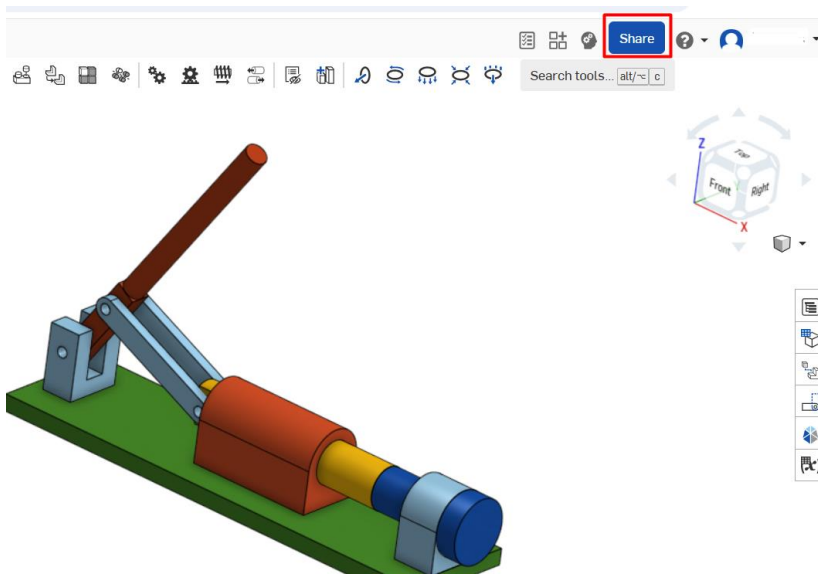 Share
Search tools... alt/⌥ c
Z
Top
Front
Y
Right
X
(x)